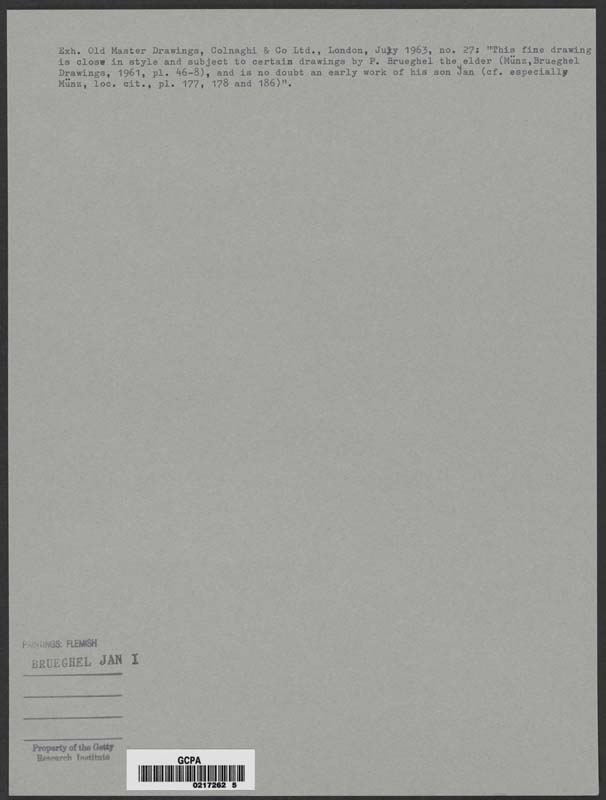 Exh. Old Master Drawings, Colnaghi & Co Ltd., London, July 1963, no. 27: "This fine drawing
is close in style and subject to certain drawings by P. Brueghel the elder (Münz,Brueghel
Drawings, 1961, pl. 46-8), and is no doubt an early work of his son Jan (cf. especially
Münz, loc. cit., pl. 177, 178 and 186)".
PAINTINGS: FLEMISH
BRUEGHEL JAN I
Property of the Getty
Research Institute
GCPA
0217262 5